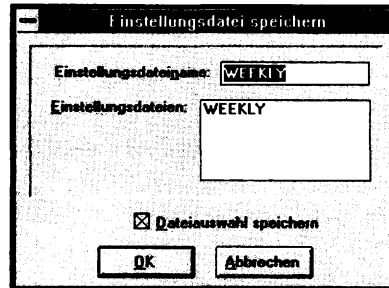 Einstellungsdatei speichern
Einstellungsdateiname: WEEKLY
Einstellungsdateien: WEEKLY
Dateiauswahl speichern
OK Abbrechen